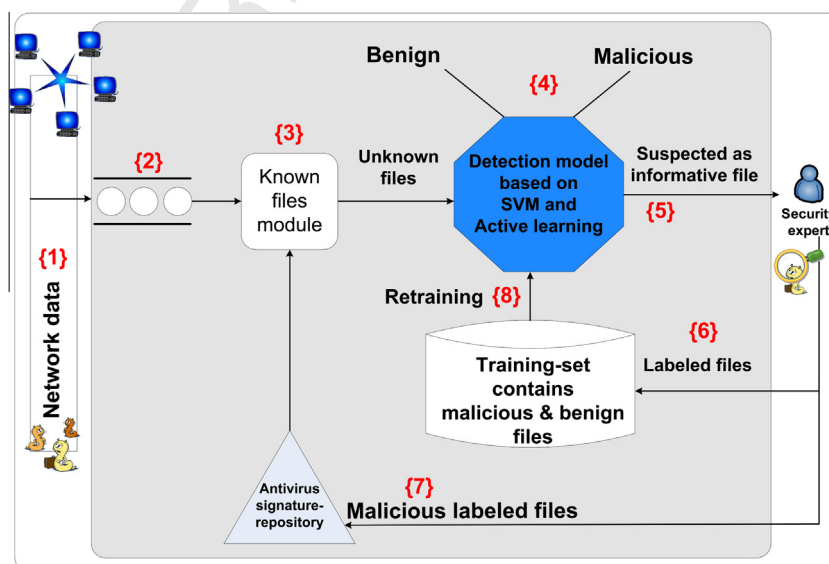 Benign
Malicious
{4}
{3}
{2}
Unknown
files
Known
files
module
Detection model
based on
SVM and
Active learning
Suspected as
informative file
{5}
Security
expert
{1}
Network data
Retraining {8}
{6}
Labeled files
Training-set
contains
malicious & benign
files
Antivirus
signature-
repository
{7}
Malicious labeled files